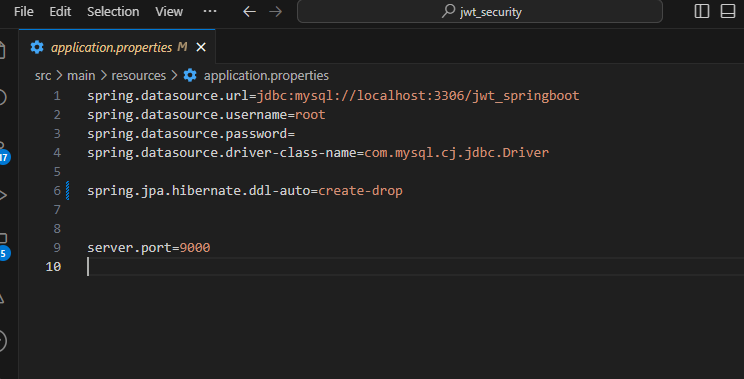 File Edit Selection View ... jwt_security
application.properties M
src > main > resources > application.properties
1 spring.datasource.url=jdbc:mysql://localhost:3306/jwt_springboot
2 spring.datasource.username=root
3 spring.datasource.password=
4 spring.datasource.driver-class-name=com.mysql.cj.jdbc.Driver
5
6 spring.jpa.hibernate.ddl-auto=create-drop
7
8
9 server.port=9000
10
17
5